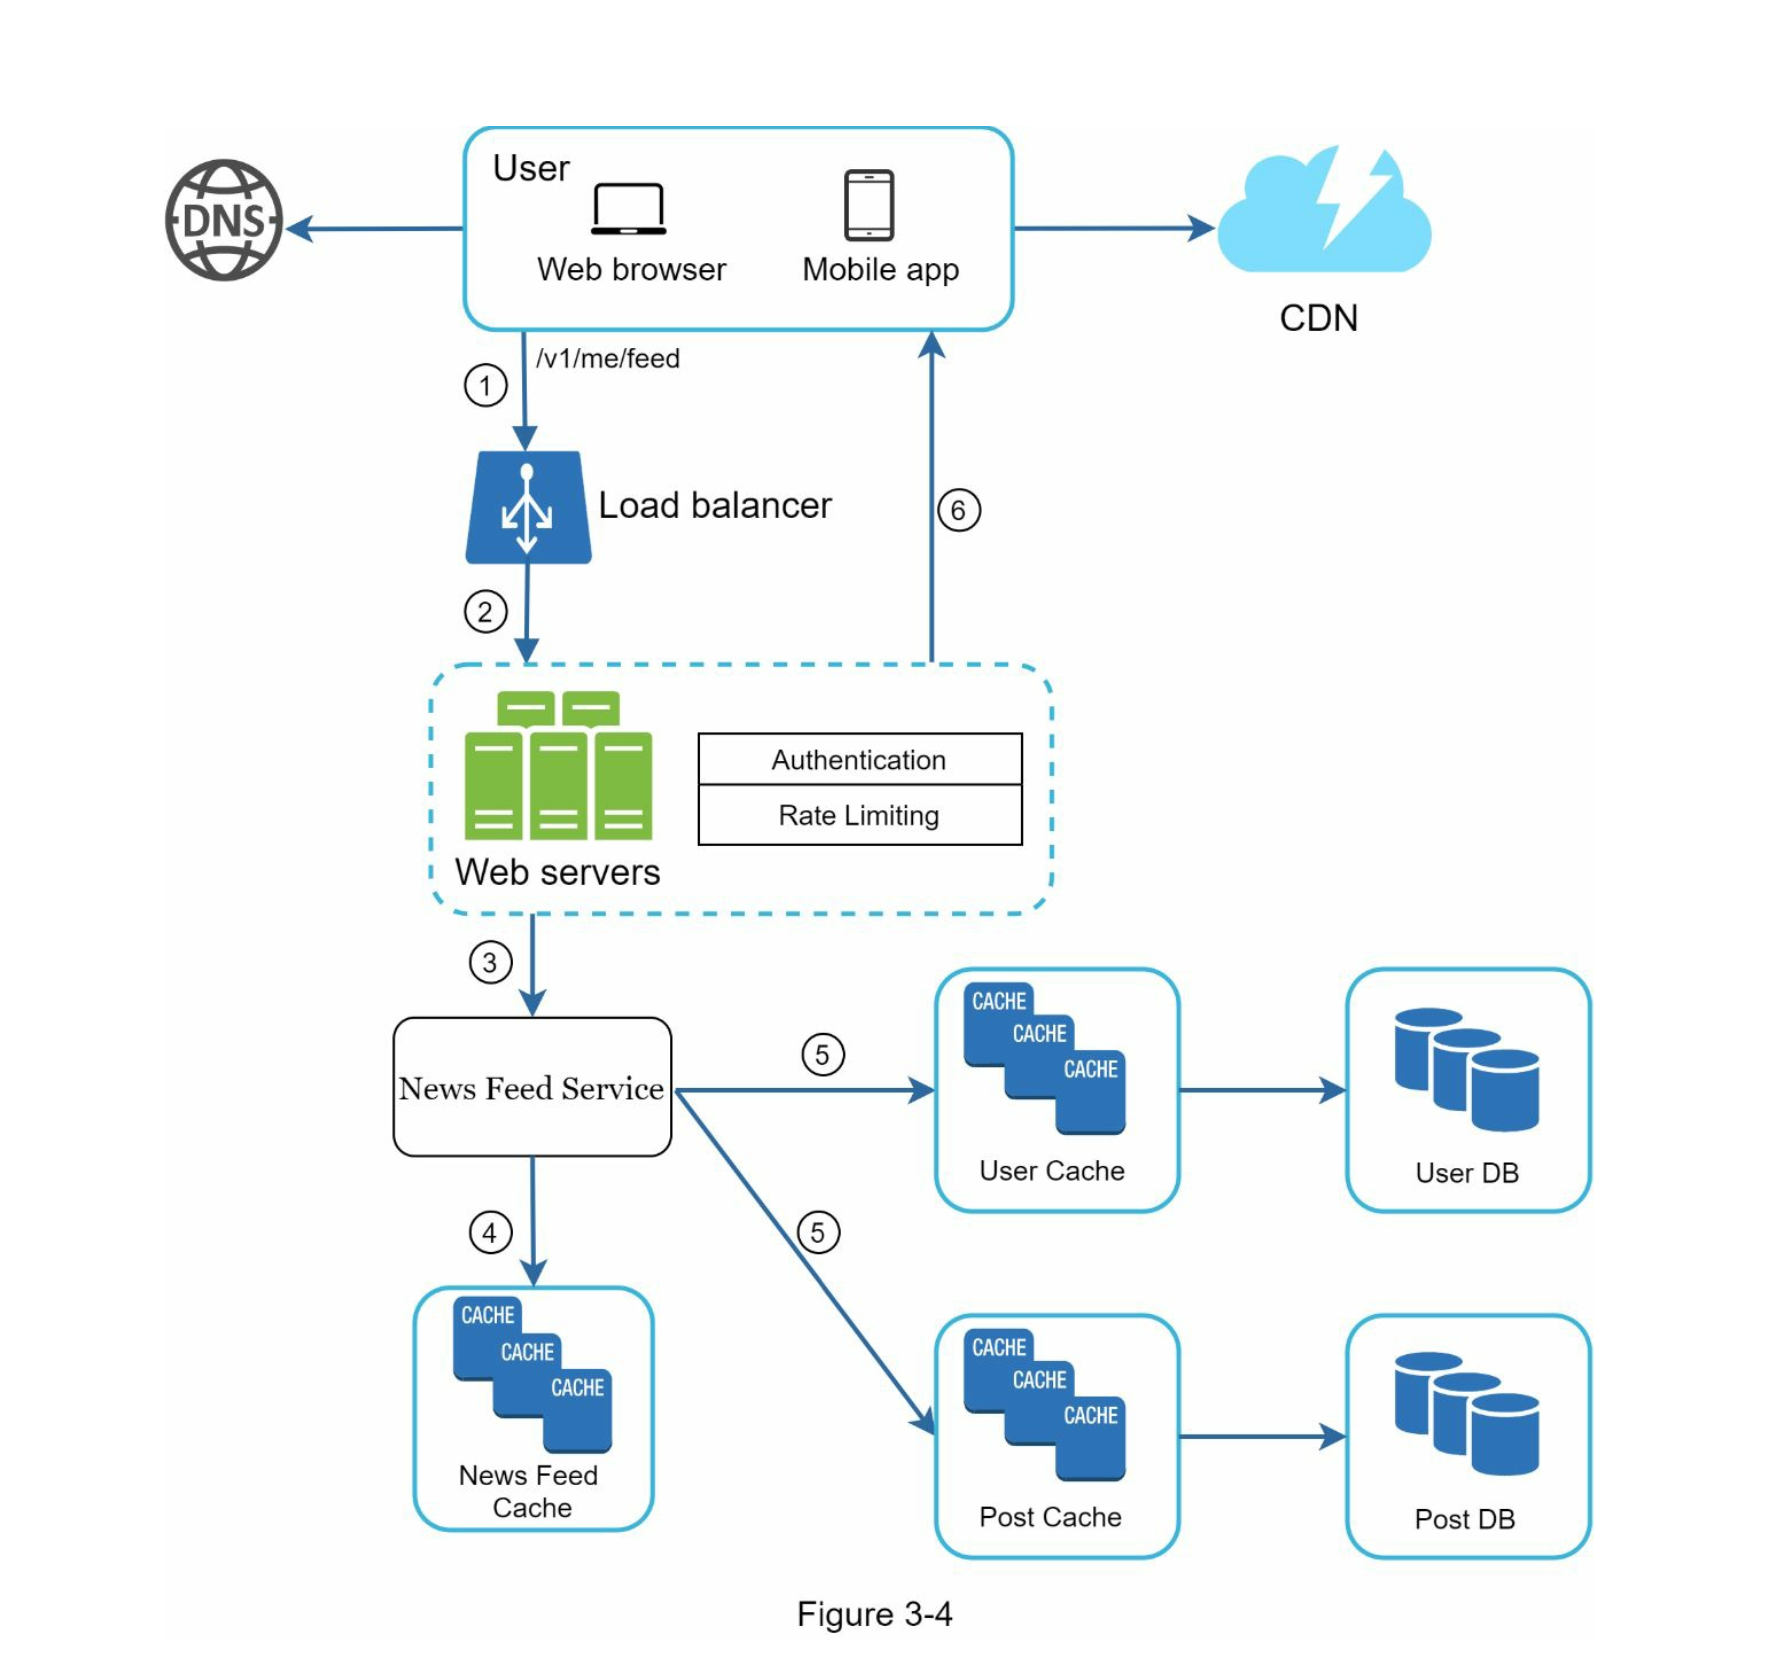 User
DNS
Web browser
Mobile app
CDN
/v1/me/feed
1
Load balancer
6
2
Authentication
Rate Limiting
Web servers
3
CACHE
CACHE
CACHE
User Cache
User DB
5
News Feed Service
5
4
CACHE
CACHE
CACHE
News Feed
Cache
CACHE
CACHE
CACHE
Post Cache
Post DB
Figure 3-4